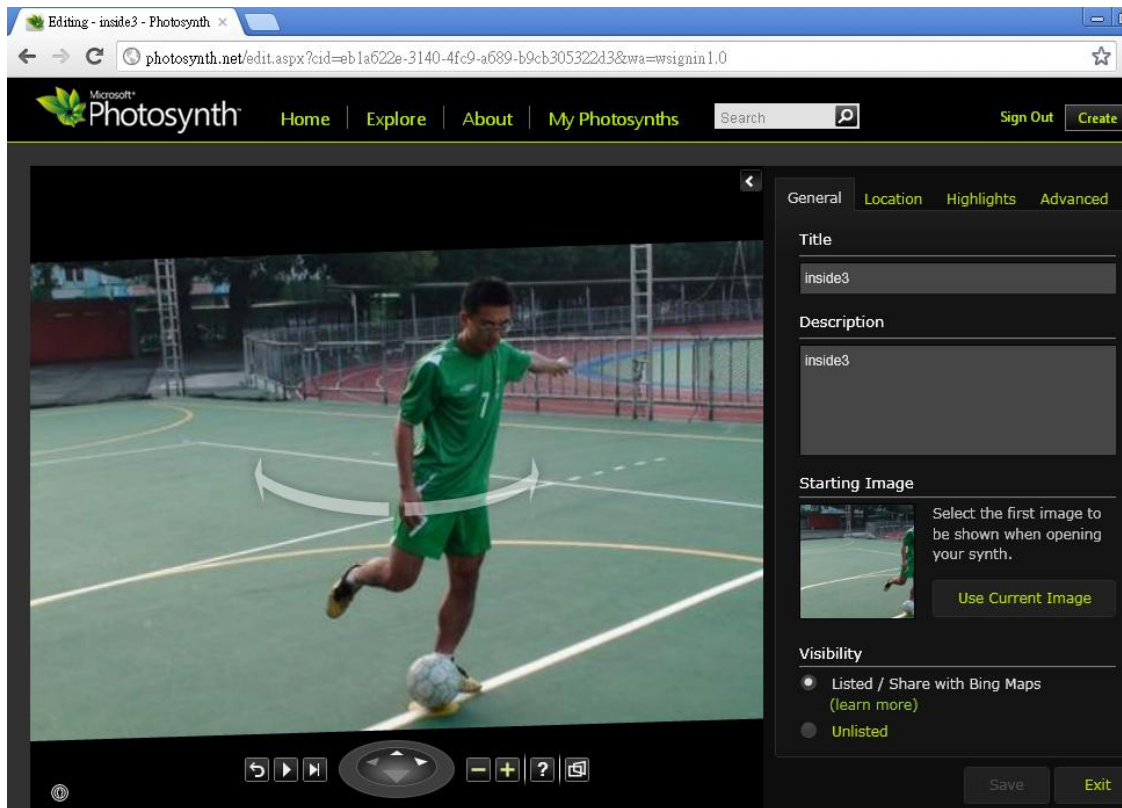 Editing - inside3 - Photosynth
photosynth.net/edit.aspx?cid=eb1a622e-3140-4fc9-a689-b9cb305322d3&wa=wsignin1.0
Microsoft®
Photosynth™
Home Explore About My Photosynths Search Sign Out Create
General Location Highlights Advanced
Title
inside3
Description
inside3
7
Starting Image
Select the first image to
be shown when opening
your synth.
Use Current Image
Visibility
Listed / Share with Bing Maps
(learn more)
Unlisted
?
Save Exit